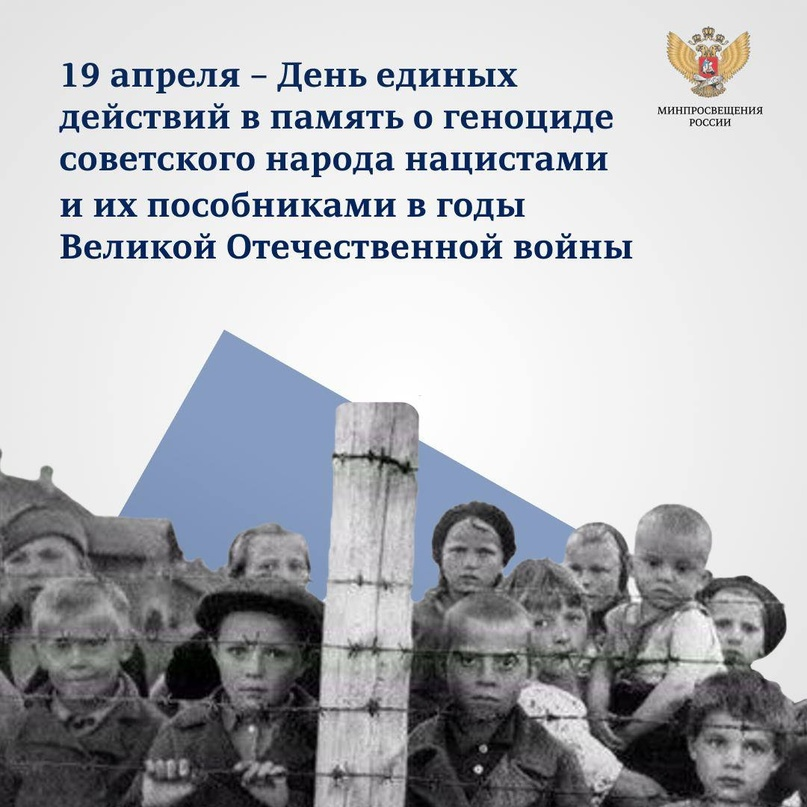 19 апреля – День единых
действий в память о геноциде
советского народа нацистами
и их пособниками в годы
Великой Отечественной войны
МИНПРОСВЕЩЕНИЯ
РОССИИ